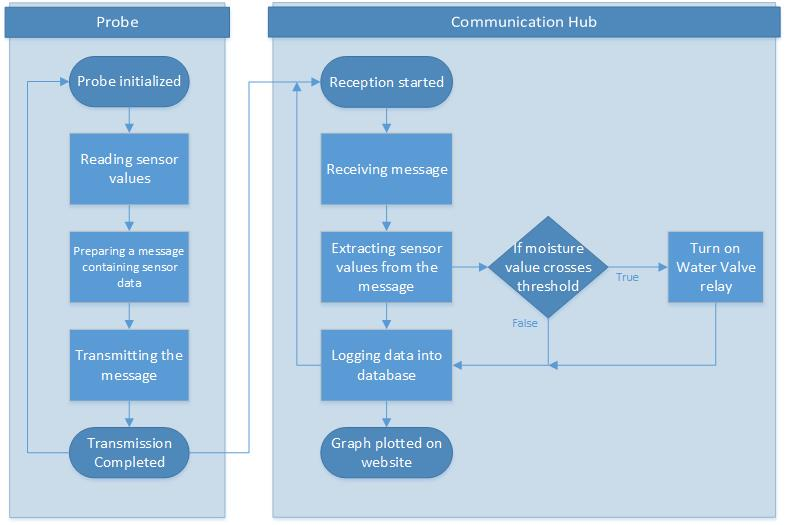 Probe
Probe initialized
Reading sensor
values
Preparing a message
containing sensor
data
Transmitting the
message
Transmission
Completed
Communication Hub
Reception started
Receiving message
Extracting sensor
values from the
message
If moisture
value crosses
threshold
True
False
Turn on
Water Valve
relay
Logging data into
database
Graph plotted on
website